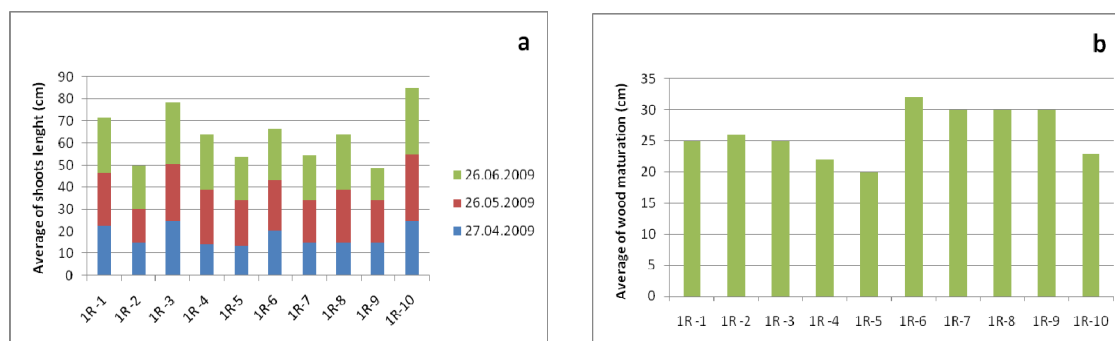 a
Average of shoots lenght (cm)
90
80
70
60
50
40
30
20
10
0
1R -1
1R -2
1R -3
1R -4
1R -5
1R-6
1R-7
1R-8
1R-9
1R-10
26.06.2009
26.05.2009
27.04.2009
b
Average of wood maturation (cm)
35
30
25
20
15
10
5
0
1R -1 1R -2 1R -3 1R -4 1R -5 1R-6 1R-7 1R-8 1R-9 1R-10